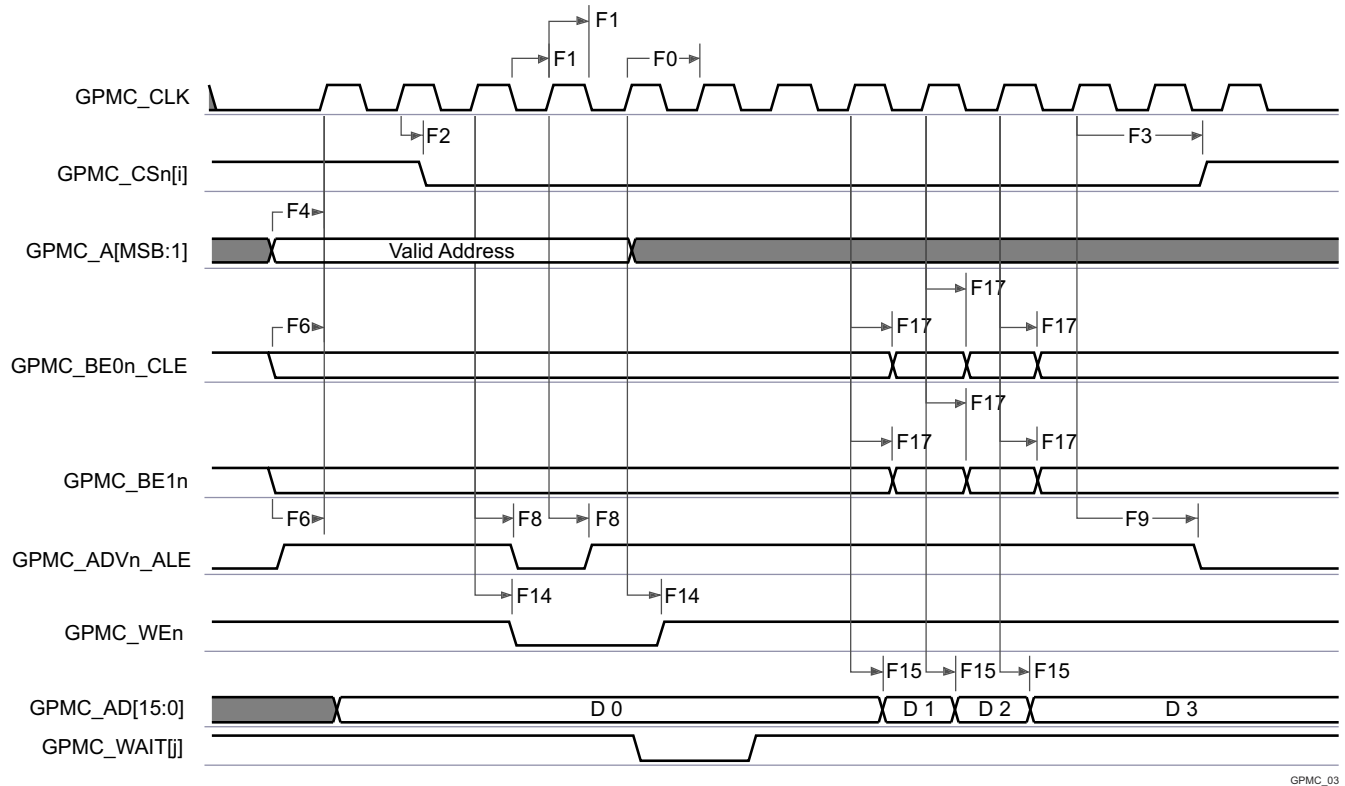 F1
F1 F0
GPMC_CLK
F2 F3
GPMC_CSn[i]
F4
GPMC_A[MSB:1] Valid Address
F17
F6 F17 F17
GPMC_BE0n_CLE
F17
F17 F17
GPMC_BE1n
F6 F8 F8 F9
GPMC_ADVn_ALE
F14 F14
GPMC_WEn
F15 F15 F15
GPMC_AD[15:0] D 0 D 1 D 2 D 3
GPMC_WAIT[j]
GPMC_03